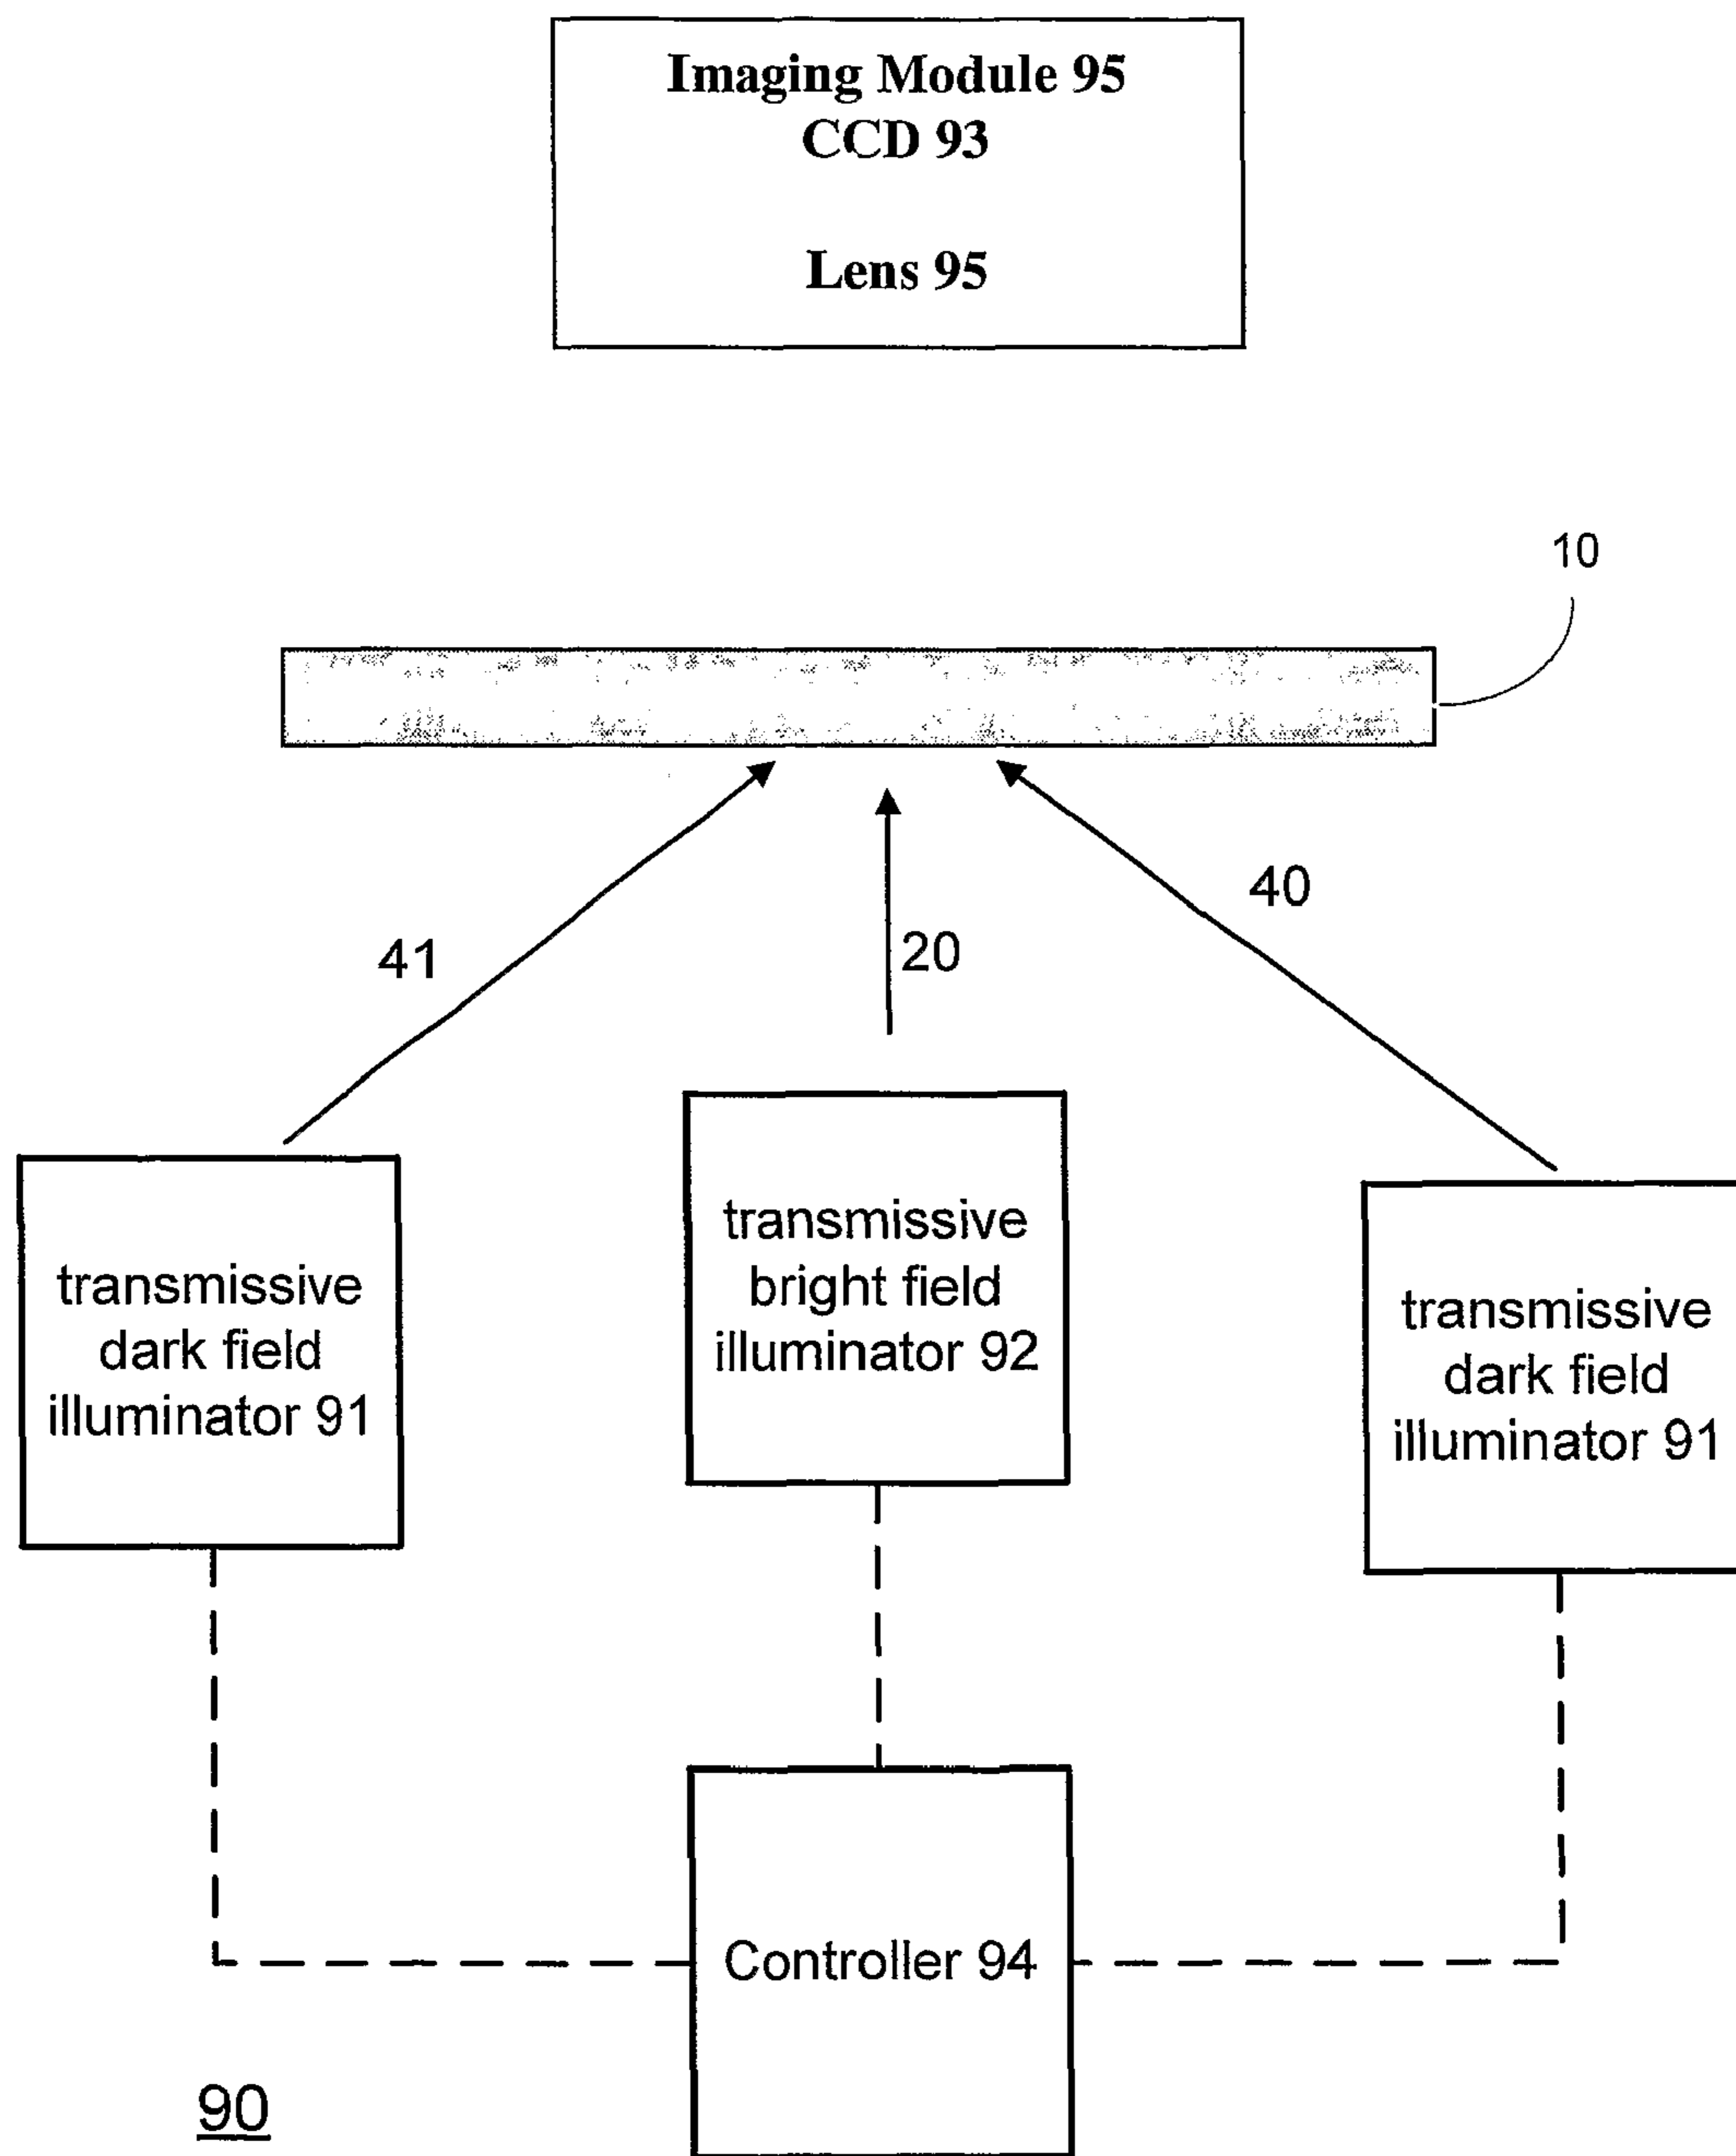 Imaging Module 95
CCD 93
Lens 95
10
41
20
40
transmissive
dark field
illuminator 91
transmissive
bright field
illuminator 92
transmissive
dark field
illuminator 91
Controller 94
90